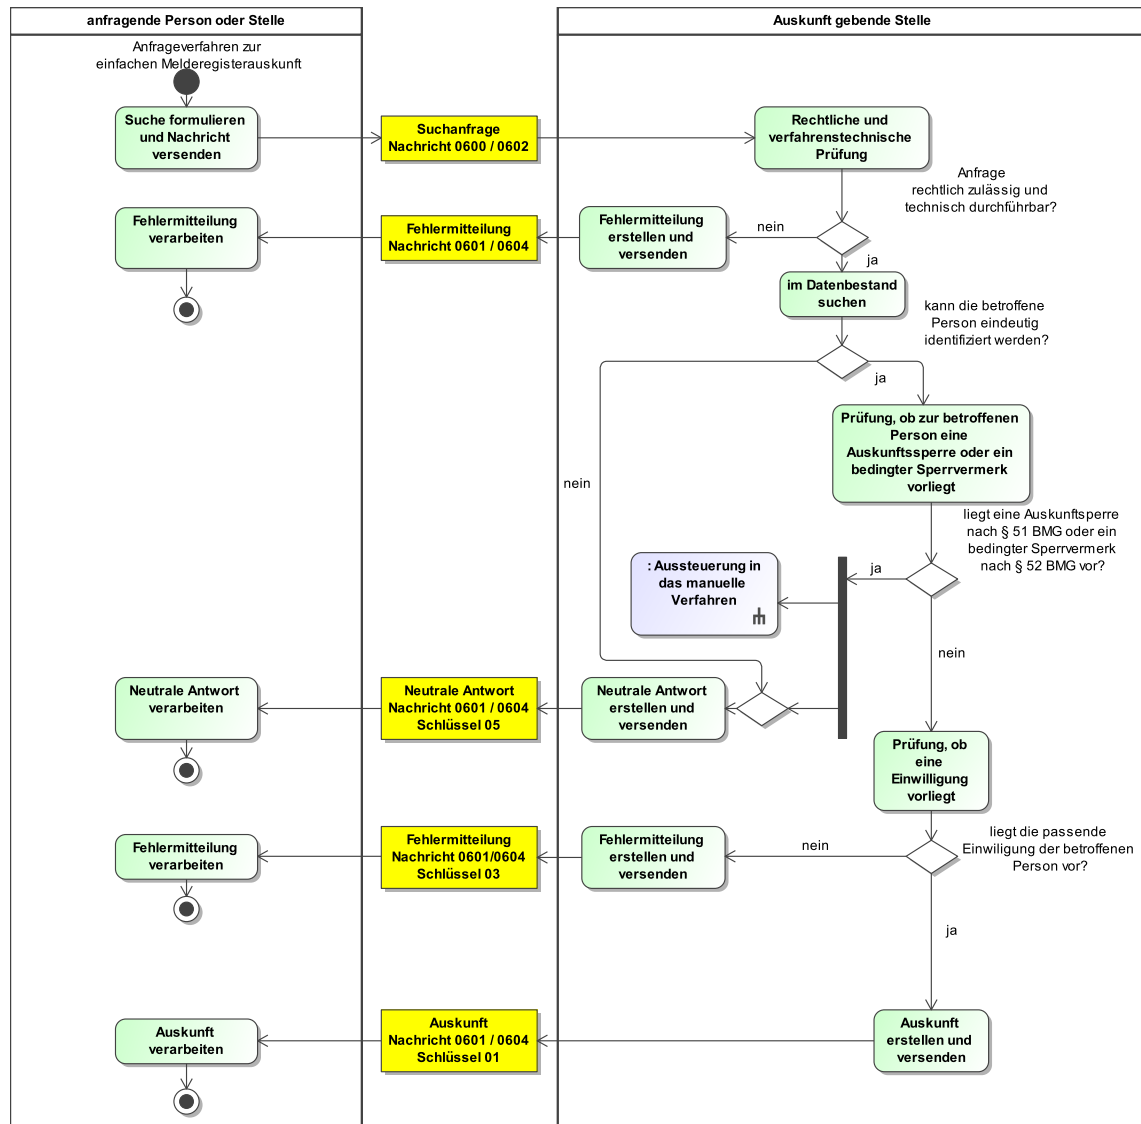 anfragende Person oder Stelle
Auskunft gebende Stelle
Anfrageverfahren zur
einfachen Melderegisterauskunft
Suche formulieren
und Nachricht
versenden
Suchanfrage
Nachricht 0600 / 0602
Rechtliche und
verfahrenstechnische
Prüfung
Anfrage
rechtlich zulässig und
technisch durchführbar?
nein
ja
Fehlermitteilung
erstellen und
versenden
Fehlermitteilung
Nachricht 0601 / 0604
Fehlermitteilung
verarbeiten
im Datenbestand
suchen
kann die betroffene
Person eindeutig
identifiziert werden?
ja
nein
Prüfung, ob zur betroffenen
Person eine
Auskunftssperre oder ein
bedingter Sperrvermerk
vorliegt
liegt eine Auskunftsperre
nach § 51 BMG oder ein
bedingter Sperrvermerk
nach § 52 BMG vor?
ja
nein
: Aussteuerung in
das manuelle
Verfahren
Neutrale Antwort
erstellen und
versenden
Neutrale Antwort
Nachricht 0601 / 0604
Schlüssel 05
Neutrale Antwort
verarbeiten
Prüfung, ob
eine
Einwilligung
vorliegt
liegt die passende
Einwiligung der betroffenen
Person vor?
nein
ja
Fehlermitteilung
erstellen und
versenden
Fehlermitteilung
Nachricht 0601/0604
Schlüssel 03
Fehlermitteilung
verarbeiten
Auskunft
erstellen und
versenden
Auskunft
Nachricht 0601 / 0604
Schlüssel 01
Auskunft
verarbeiten